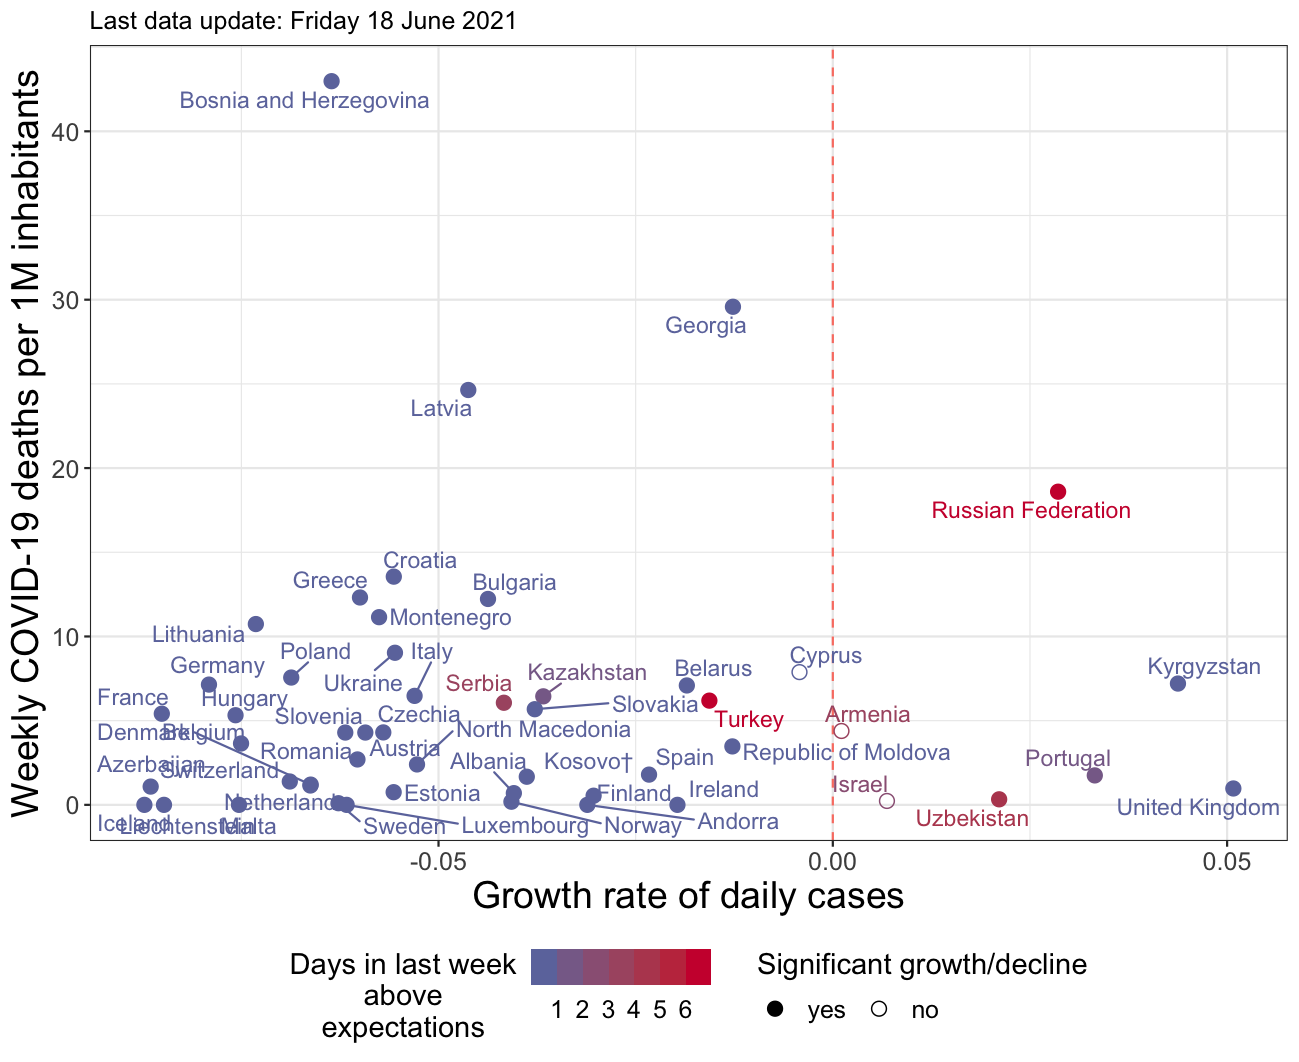 Last data update: Friday 18 June 2021
Weekly COVID-19 deaths per 1M inhabitants
40
30
20
10
0
Bosnia and Herzegovina
Georgia
Latvia
Russian Federation
Croatia
Greece
Bulgaria
Montenegro
Lithuania
Poland
Italy
Cyprus
Germany
Ukraine
Serbia
Kazakhstan
Belarus
Kyrgyzstan
France
Hungary
Slovakia
Slovenia
Czechia
Turkey
Armenia
Denmark
Belgium
North Macedonia
Romania
Austria
Republic of Moldova
Azerbaijan
Switzerland
Albania
Kosovo†
Spain
Portugal
Israel
Netherlands
Estonia
Finland
Ireland
United Kingdom
Iceland
Liechtenstein
Malta
Sweden
Luxembourg
Norway
Andorra
Uzbekistan
-0.05
0.00
0.05
Growth rate of daily cases
Days in last week
above
expectations
1 2 3 4 5 6
Significant growth/decline
yes
no